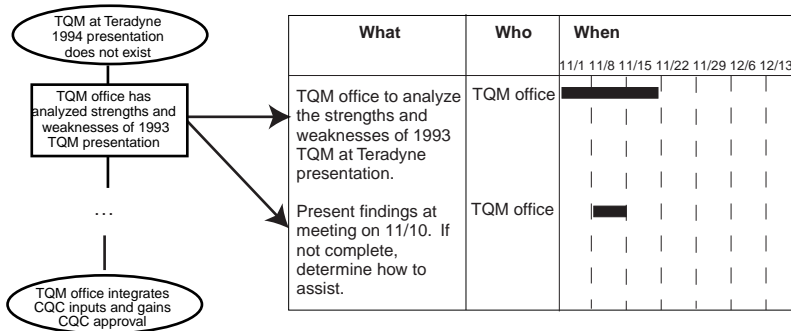 TQM at Teradyne
1994 presentation
does not exist
TQM office has
analyzed strengths and
weaknesses of 1993
TQM presentation
...
TQM office integrates
CQC inputs and gains
CQC approval
What Who When
11/1 11/8 11/15 11/22 11/29 12/6 12/13
TQM office to analyze
the strengths and
weaknesses of 1993
TQM at Teradyne
presentation.
TQM office
Present findings at
meeting on 11/10. If
not complete,
determine how to
assist.
TQM office